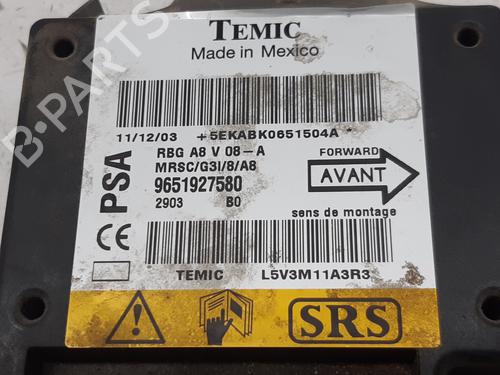 TEMIC
Made in Mexico
11/12/03 +5EKABK0651504A*
PSA
RBG A8 V 08-A
MRSC/G3I/8/A8
9651927580
2903 B0
FORWARD
AVANT
sens de montage
CE
TEMIC L5V3M11A3R3
SRS
B-PARTS